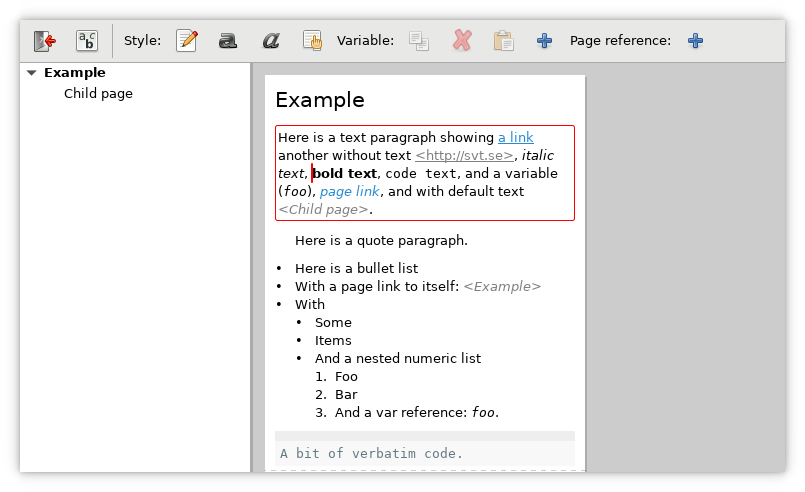 Style: Variable: Page reference:
Example
Child page
Example
Here is a text paragraph showing a link
another without text <http://svt.se>, italic
text, bold text, code text, and a variable
(foo), page link, and with default text
<Child page>.
Here is a quote paragraph.
• Here is a bullet list
• With a page link to itself: <Example>
• With
• Some
• Items
• And a nested numeric list
1. Foo
2. Bar
3. And a var reference: foo.
A bit of verbatim code.